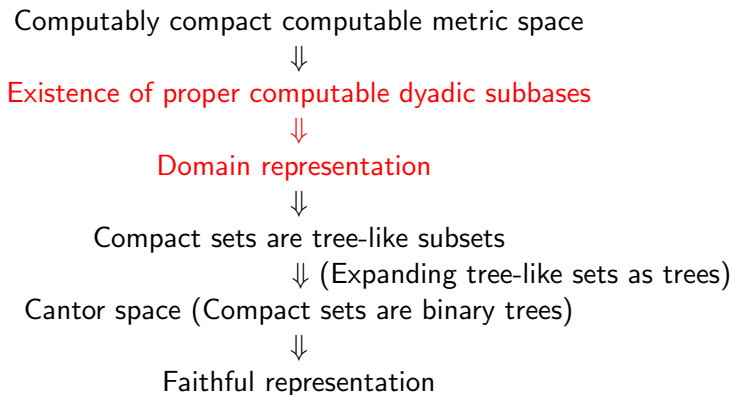 Computably compact computable metric space
⇓
Existence of proper computable dyadic subbases
⇓
Domain representation
⇓
Compact sets are tree-like subsets
⇓ (Expanding tree-like sets as trees)
Cantor space (Compact sets are binary trees)
⇓
Faithful representation